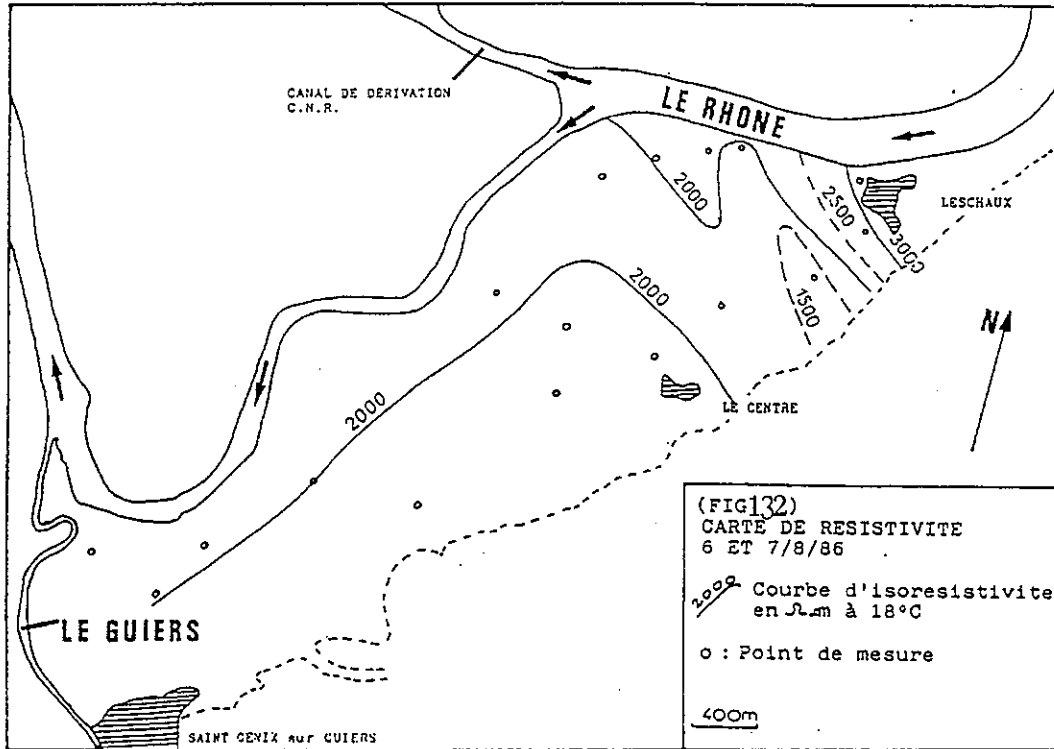 CANAL DE DERIVATION
C.N.R.
LE RHONE
2000
2500
LESCHAUX
3000
2000
1500
N
2000
LE CENTRE
LE GUIERS
SAINT GENIX sur GUIERS
(FIG132)
CARTE DE RESISTIVITE
6 ET 7/8/86
2000 Courbe d'isoresistivite
en Ω.m à 18°C
o : Point de mesure
400m